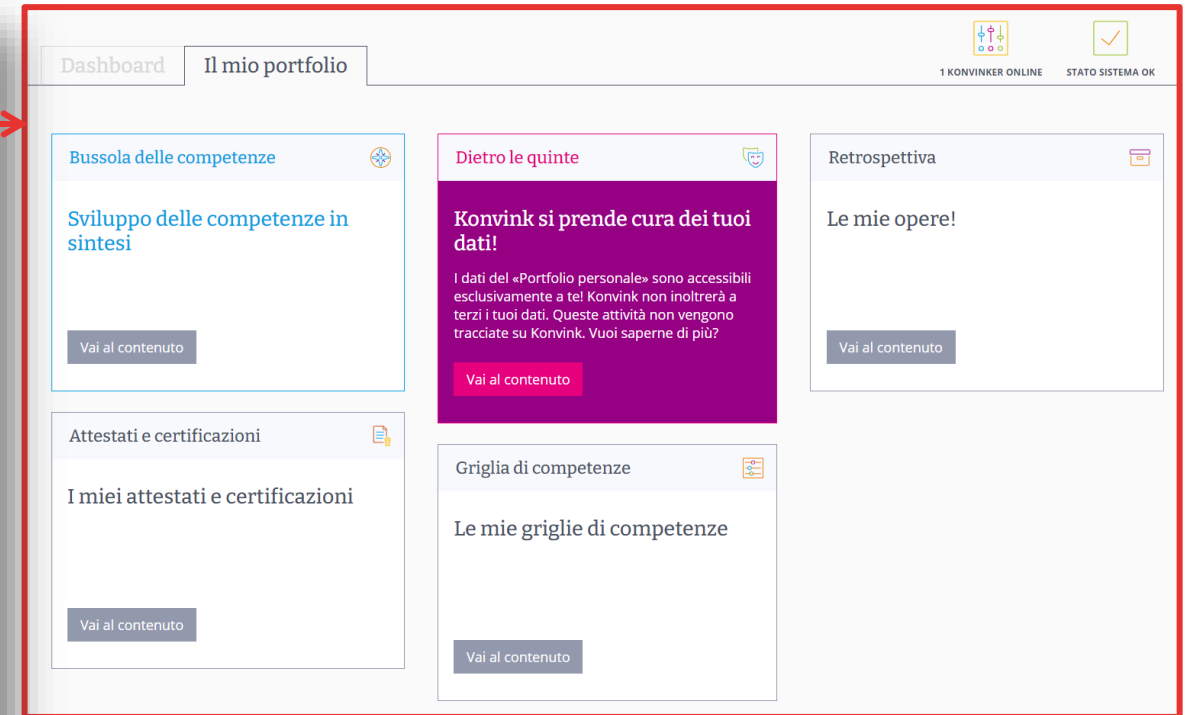 Dashboard
Il mio portfolio
1 KONVINKER ONLINE
STATO SISTEMA OK
Bussola delle competenze
Sviluppo delle competenze in
sintesi
Vai al contenuto
Dietro le quinte
Konvink si prende cura dei tuoi
dati!
I dati del «Portfolio personale» sono accessibili
esclusivamente a te! Konvink non inoltrerà a
terzi i tuoi dati. Queste attività non vengono
tracciate su Konvink. Vuoi saperne di più?
Vai al contenuto
Retrospettiva
Le mie opere!
Vai al contenuto
Attestati e certificazioni
I miei attestati e certificazioni
Vai al contenuto
Griglia di competenze
Le mie griglie di competenze
Vai al contenuto